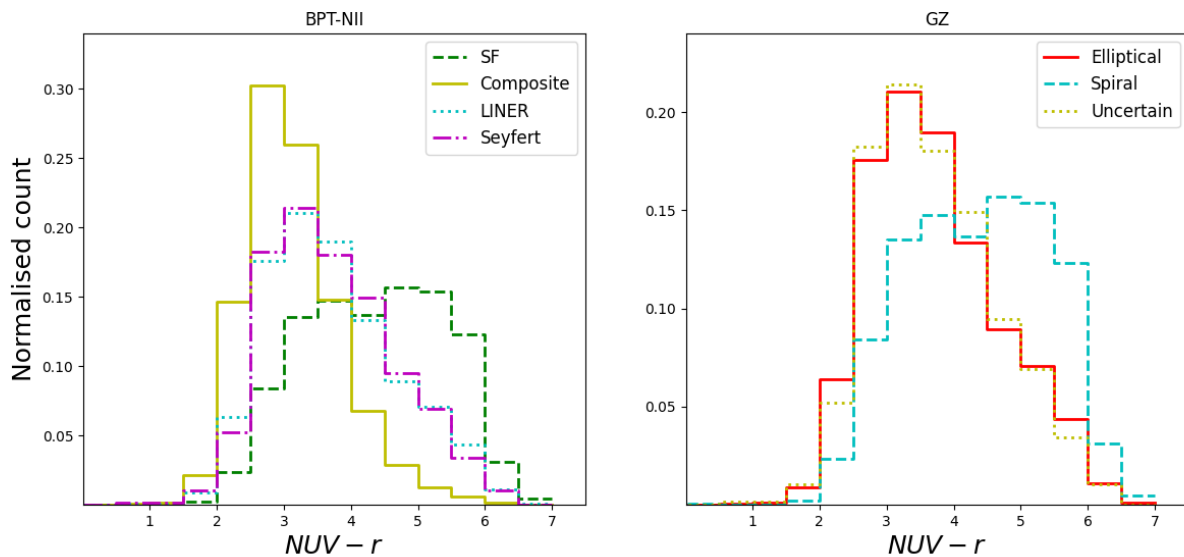 BPT-NII
SF
Composite
LINER
Seyfert
Normalised count
0.30
0.25
0.20
0.15
0.10
0.05
1 2 3 4 5 6 7
NUV − r
GZ
Elliptical
Spiral
Uncertain
0.20
0.15
0.10
0.05
1 2 3 4 5 6 7
NUV − r